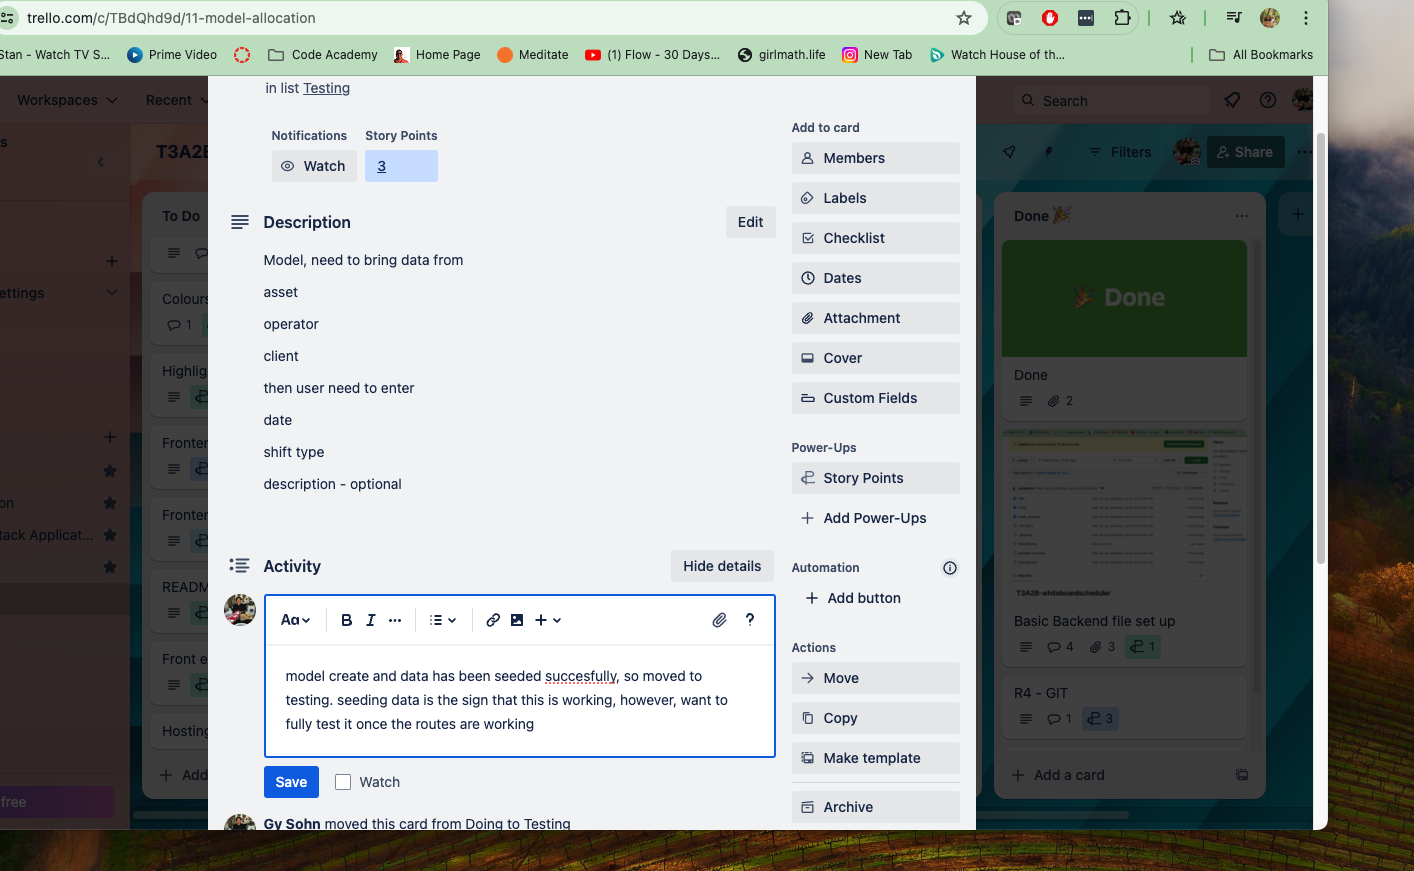 trello.com/c/TBdQhd9d/11-model-allocation
Stan - Watch TV S...
Prime Video
Code Academy
Home Page
Meditate
(1) Flow - 30 Days...
girlmath.life
New Tab
Watch House of th...
All Bookmarks
Workspaces
Recent
Search
in list Testing
Notifications
Story Points
Watch
3
Description
Edit
Model, need to bring data from
asset
operator
client
then user need to enter
date
shift type
description - optional
Activity
Hide details
Aa
B
I
?
model create and data has been seeded succesfully, so moved to
testing. seeding data is the sign that this is working, however, want to
fully test it once the routes are working
Save
Watch
Gy Sohn moved this card from Doing to Testing
Add to card
Members
Labels
Checklist
Dates
Attachment
Cover
Custom Fields
Power-Ups
Story Points
Add Power-Ups
Automation
Add button
Actions
Move
Copy
Make template
Archive
T3A2B
Filters
Share
To Do
Colours
1
Highlig
Fronten
Fronten
README
Front e
Hosting
Add
ettings
on
tack Applicat...
free
Done
Done
Done
2
T3A2B-whiteboardscheduler
Basic Backend file set up
4
3
1
R4 - GIT
1
3
Add a card